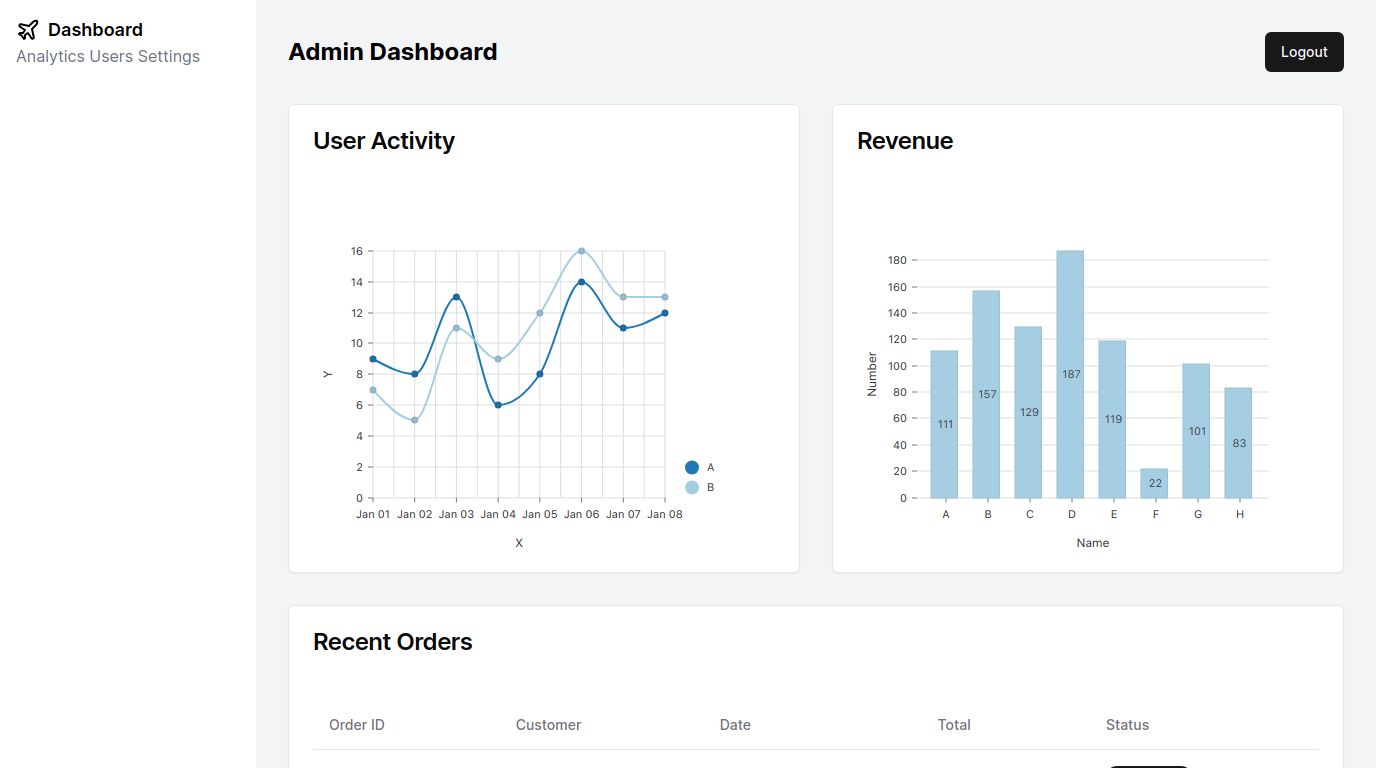 Dashboard
Analytics Users Settings
Admin Dashboard
Logout
User Activity
16
14
12
10
8
6
4
2
0
Y
Jan 01 Jan 02 Jan 03 Jan 04 Jan 05 Jan 06 Jan 07 Jan 08
X
A
B
Revenue
180
160
140
120
100
80
60
40
20
0
Number
111
157
129
187
119
22
101
83
A B C D E F G H
Name
Recent Orders
Order ID Customer Date Total Status